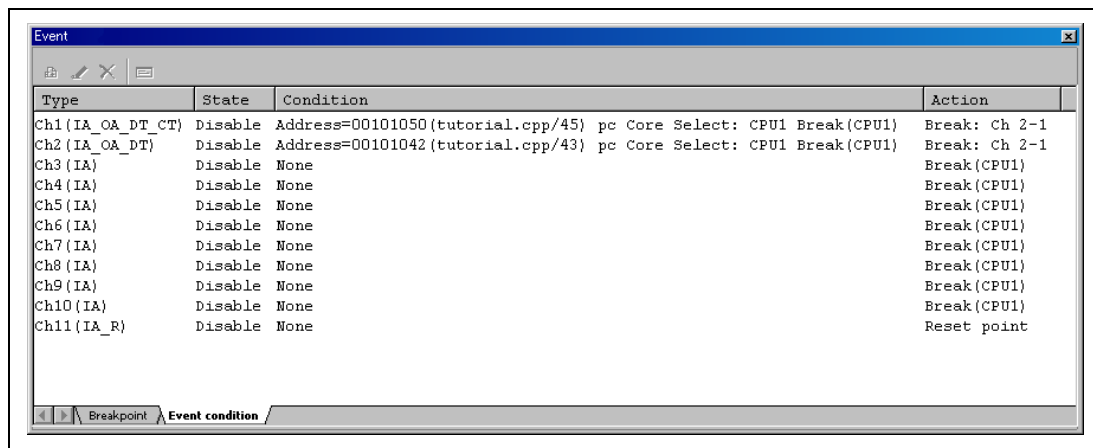 Event
Type State Condition Action
Ch1(IA_OA_DT_CT) Disable Address=00101050(tutorial.cpp/45) pc Core Select: CPU1 Break(CPU1) Break: Ch 2-1
Ch2(IA_OA_DT) Disable Address=00101042(tutorial.cpp/43) pc Core Select: CPU1 Break(CPU1) Break: Ch 2-1
Ch3(IA) Disable None Break(CPU1)
Ch4(IA) Disable None Break(CPU1)
Ch5(IA) Disable None Break(CPU1)
Ch6(IA) Disable None Break(CPU1)
Ch7(IA) Disable None Break(CPU1)
Ch8(IA) Disable None Break(CPU1)
Ch9(IA) Disable None Break(CPU1)
Ch10(IA) Disable None Break(CPU1)
Ch11(IA_R) Disable None Reset point
Breakpoint Event condition